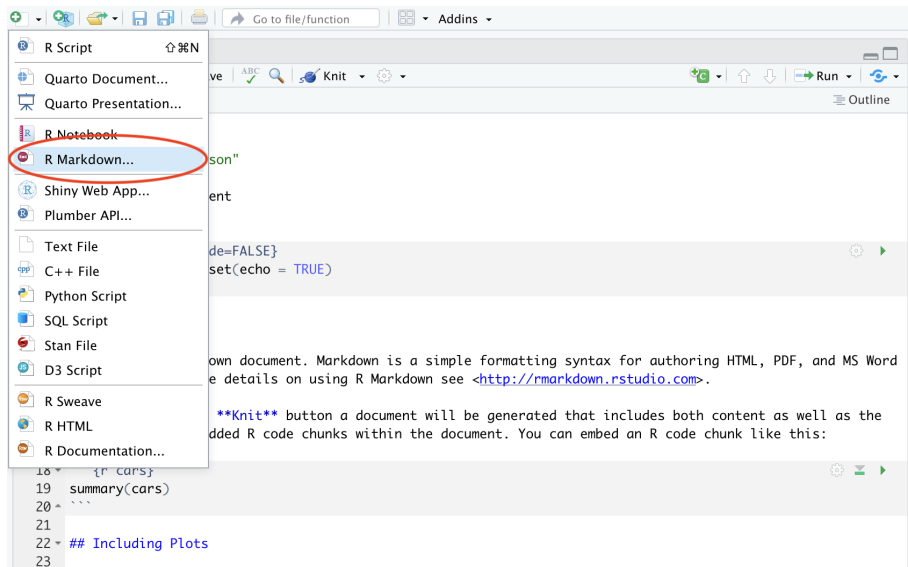 Go to file/function
Addins
R Script ⇧⌘N
Quarto Document...
Quarto Presentation...
R Notebook
R Markdown...
Shiny Web App...
Plumber API...
Text File
C++ File
Python Script
SQL Script
Stan File
D3 Script
R Sweave
R HTML
R Documentation...
ve ABC Knit Run
Outline
son"
ent
de=FALSE}
set(echo = TRUE)
own document. Markdown is a simple formatting syntax for authoring HTML, PDF, and MS Word
e details on using R Markdown see <http://rmarkdown.rstudio.com>.
**Knit** button a document will be generated that includes both content as well as the
dded R code chunks within the document. You can embed an R code chunk like this:
18 {r cars}
19 summary(cars)
20 ```
21
22 ## Including Plots
23